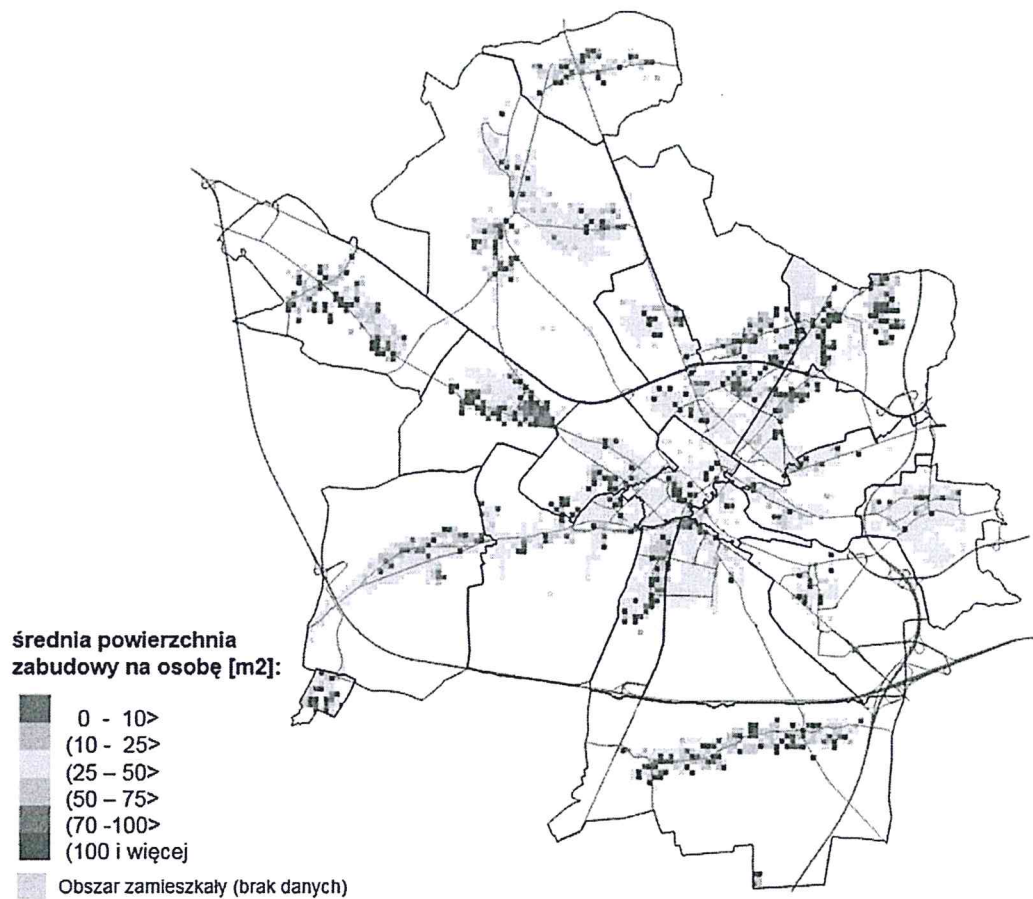 średnia powierzchnia
zabudowy na osobę [m2]:
0 - 10>
(10 - 25>
(25 – 50>
(50 – 75>
(70 -100>
(100 i więcej
Obszar zamieszkały (brak danych)